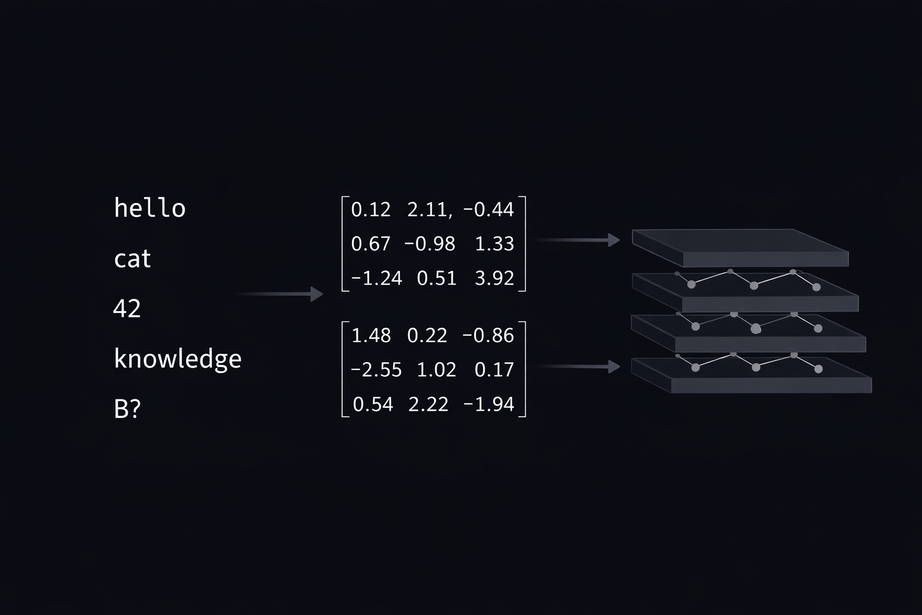 hello
cat
42
knowledge
B?
0.12 2.11, −0.44
0.67 −0.98 1.33
−1.24 0.51 3.92
1.48 0.22 −0.86
−2.55 1.02 0.17
0.54 2.22 −1.94